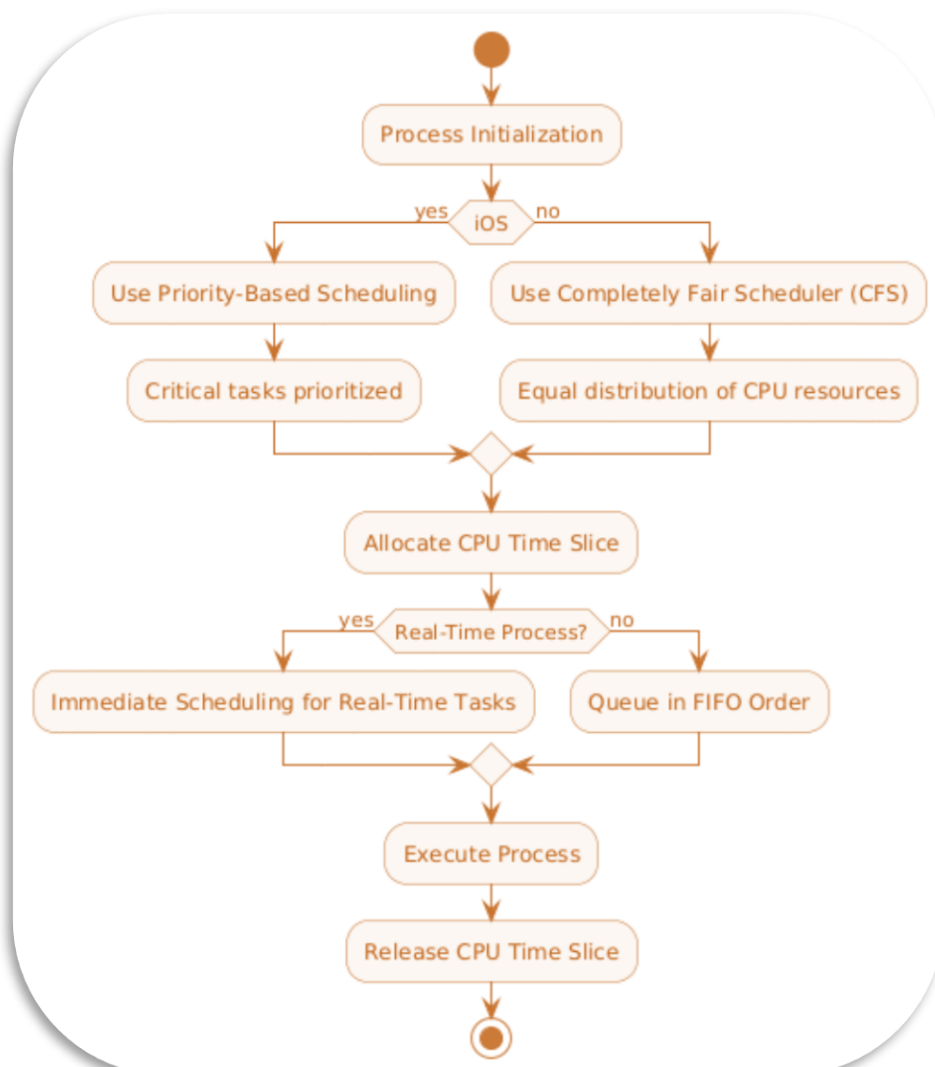 Process Initialization
yes
iOS
no
Use Priority-Based Scheduling
Use Completely Fair Scheduler (CFS)
Critical tasks prioritized
Equal distribution of CPU resources
Allocate CPU Time Slice
yes
Real-Time Process?
no
Immediate Scheduling for Real-Time Tasks
Queue in FIFO Order
Execute Process
Release CPU Time Slice